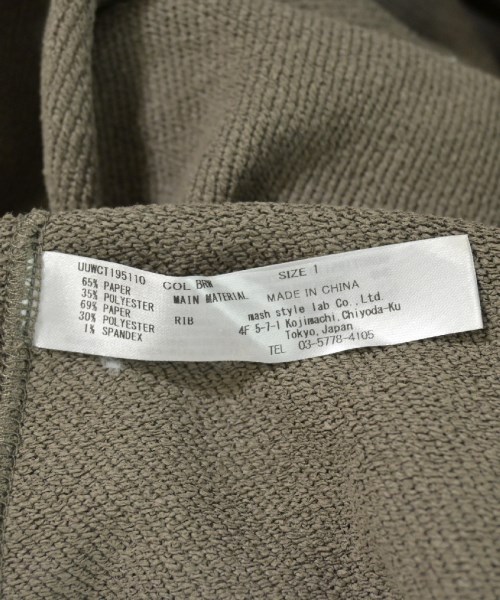 UUWCT195110 COL BRN SIZE 1
65% PAPER MAIN MATERIAL MADE IN CHINA
35% POLYESTER
69% PAPER RIB mash style lab Co., Ltd.
30% POLYESTER 4F 5-7-1 Kojimachi, Chiyoda-Ku
1% SPANDEX Tokyo, Japan
TEL 03-5778-4105